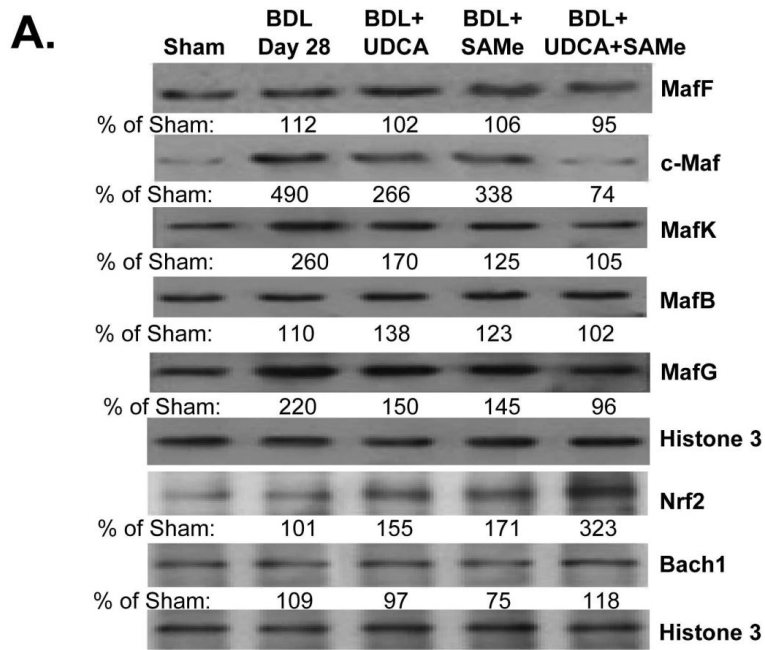 A.
Sham BDL Day 28 BDL+ UDCA BDL+ SAMe BDL+ UDCA+SAMe
MafF
% of Sham: 112 102 106 95
c-Maf
% of Sham: 490 266 338 74
MafK
% of Sham: 260 170 125 105
MafB
% of Sham: 110 138 123 102
MafG
% of Sham: 220 150 145 96
Histone 3
Nrf2
% of Sham: 101 155 171 323
Bach1
% of Sham: 109 97 75 118
Histone 3